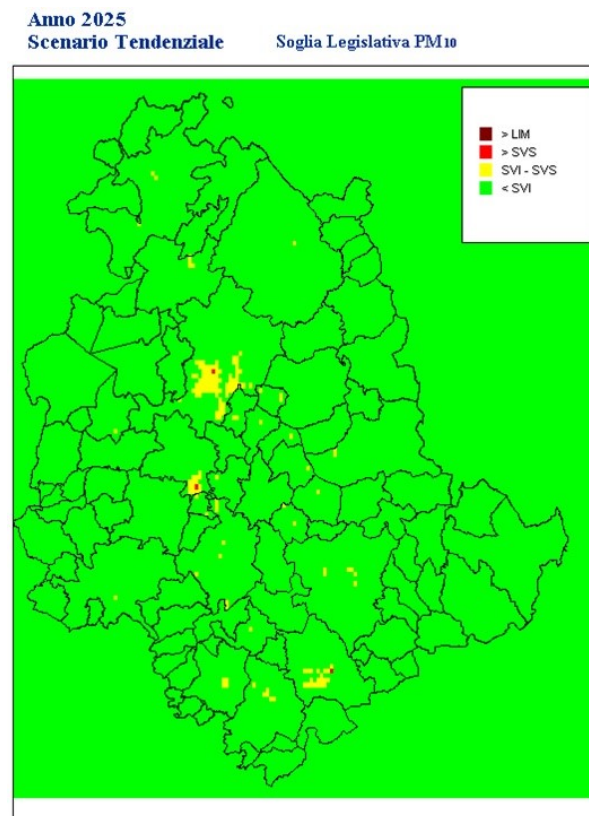 Anno 2025
Scenario Tendenziale Soglia Legislativa PM10
> LIM
> SVS
SVI - SVS
< SVI